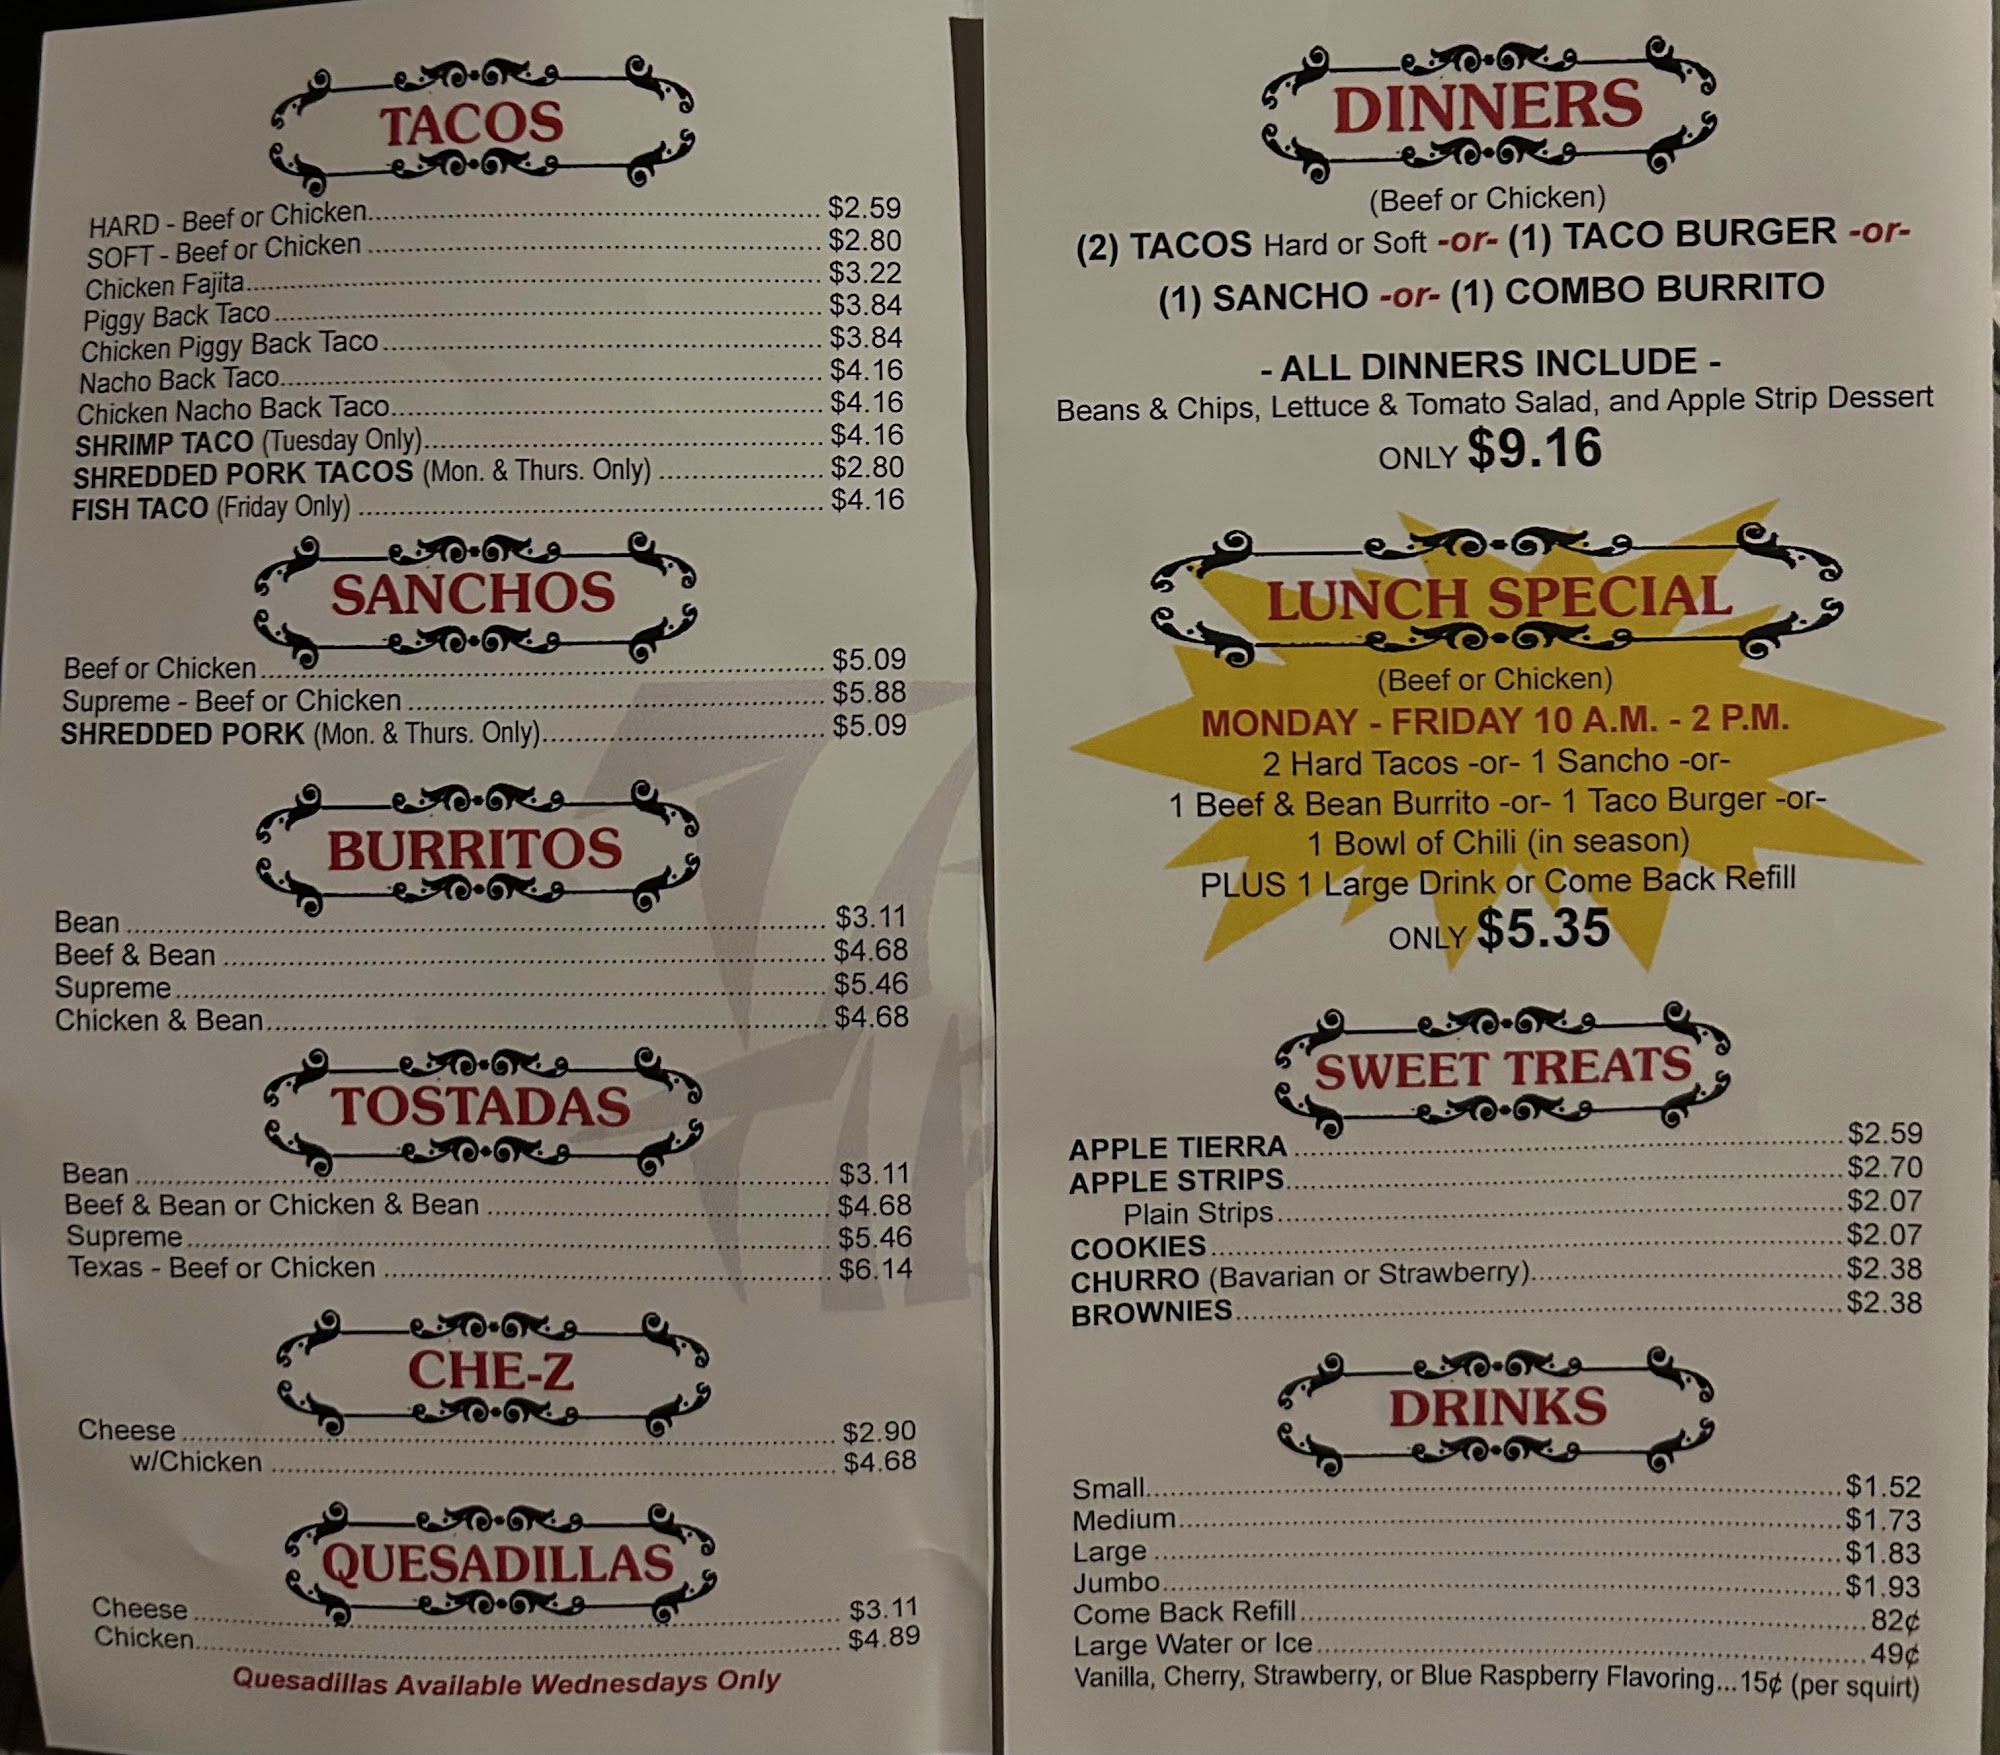 TACOS
HARD - Beef or Chicken.......... $2.59
SOFT - Beef or Chicken.......... $2.80
Chicken Fajita.......... $3.22
Piggy Back Taco.......... $3.84
Chicken Piggy Back Taco.......... $3.84
Nacho Back Taco.......... $4.16
Chicken Nacho Back Taco.......... $4.16
SHRIMP TACO (Tuesday Only).......... $4.16
SHREDDED PORK TACOS (Mon. & Thurs. Only).......... $2.80
FISH TACO (Friday Only).......... $4.16
SANCHOS
Beef or Chicken.......... $5.09
Supreme - Beef or Chicken.......... $5.88
SHREDDED PORK (Mon. & Thurs. Only).......... $5.09
BURRITOS
Bean.......... $3.11
Beef & Bean.......... $4.68
Supreme.......... $5.46
Chicken & Bean.......... $4.68
TOSTADAS
Bean.......... $3.11
Beef & Bean or Chicken & Bean.......... $4.68
Supreme.......... $5.46
Texas - Beef or Chicken.......... $6.14
CHE-Z
Cheese.......... $2.90
w/Chicken.......... $4.68
QUESADILLAS
Cheese.......... $3.11
Chicken.......... $4.89
Quesadillas Available Wednesdays Only
DINNERS
(Beef or Chicken)
(2) TACOS Hard or Soft -or- (1) TACO BURGER -or-
(1) SANCHO -or- (1) COMBO BURRITO
- ALL DINNERS INCLUDE -
Beans & Chips, Lettuce & Tomato Salad, and Apple Strip Dessert
ONLY $9.16
LUNCH SPECIAL
(Beef or Chicken)
MONDAY - FRIDAY 10 A.M. - 2 P.M.
2 Hard Tacos -or- 1 Sancho -or-
1 Beef & Bean Burrito -or- 1 Taco Burger -or-
1 Bowl of Chili (in season)
PLUS 1 Large Drink or Come Back Refill
ONLY $5.35
SWEET TREATS
APPLE TIERRA.......... $2.59
APPLE STRIPS.......... $2.70
Plain Strips.......... $2.07
COOKIES.......... $2.07
CHURRO (Bavarian or Strawberry).......... $2.38
BROWNIES.......... $2.38
DRINKS
Small.......... $1.52
Medium.......... $1.73
Large.......... $1.83
Jumbo.......... $1.93
Come Back Refill.......... 82¢
Large Water or Ice.......... 49¢
Vanilla, Cherry, Strawberry, or Blue Raspberry Flavoring...15¢ (per squirt)